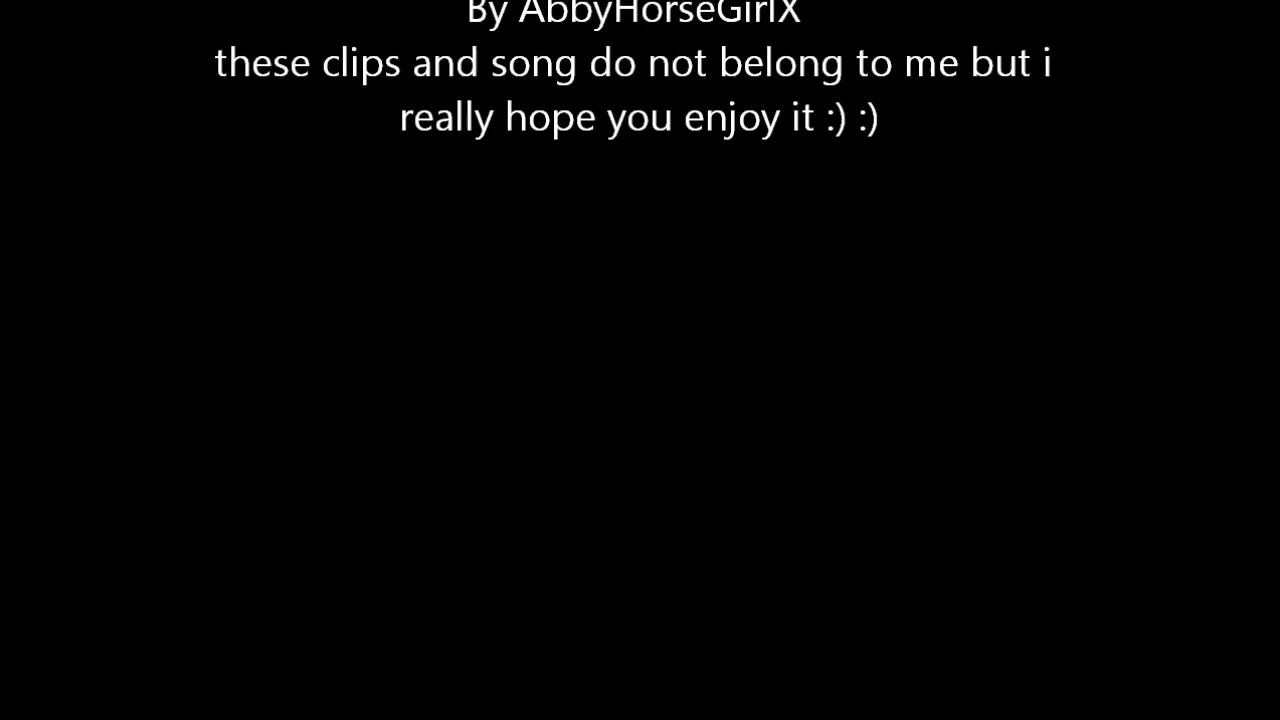 By AbbyHorseGirlX
these clips and song do not belong to me but i
really hope you enjoy it :) :)